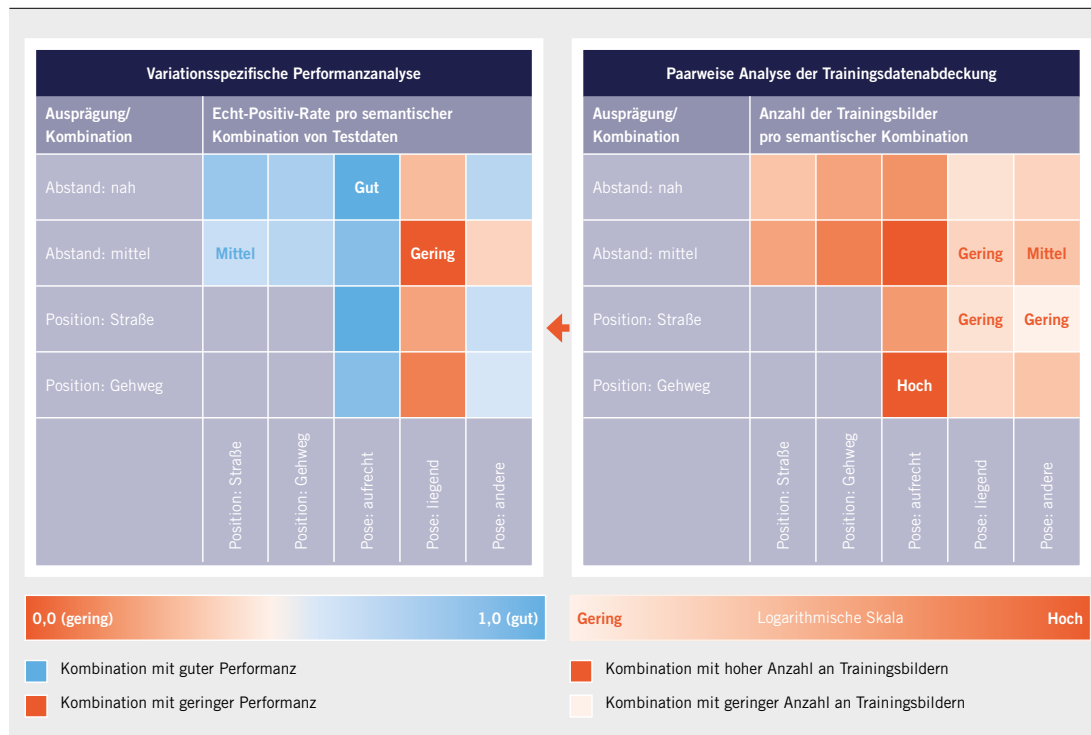 Variationsspezifische Performanzanalyse
Ausprägung/
Kombination
Echt-Positiv-Rate pro semantischer
Kombination von Testdaten
Abstand: nah
Gut
Abstand: mittel
Mittel
Gering
Position: Straße
Position: Gehweg
Position: Straße
Position: Gehweg
Pose: aufrecht
Pose: liegend
Pose: andere
0,0 (gering)
1,0 (gut)
Kombination mit guter Performanz
Kombination mit geringer Performanz
Paarweise Analyse der Trainingsdatenabdeckung
Ausprägung/
Kombination
Anzahl der Trainingsbilder
pro semantischer Kombination
Abstand: nah
Abstand: mittel
Gering
Mittel
Position: Straße
Gering
Gering
Position: Gehweg
Hoch
Position: Straße
Position: Gehweg
Pose: aufrecht
Pose: liegend
Pose: andere
Gering
Logarithmische Skala
Hoch
Kombination mit hoher Anzahl an Trainingsbildern
Kombination mit geringer Anzahl an Trainingsbildern